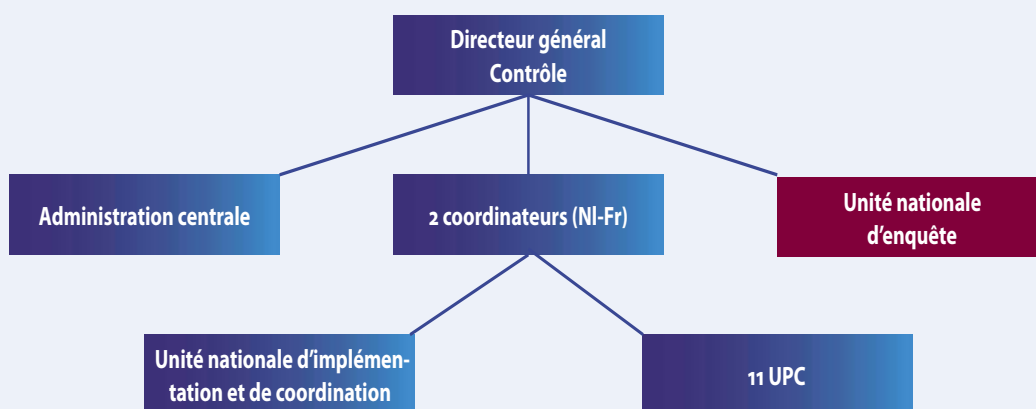 Directeur général
Contrôle
Administration centrale
2 coordinateurs (Nl-Fr)
Unité nationale
d'enquête
Unité nationale d'implémen-
tation et de coordination
11 UPC